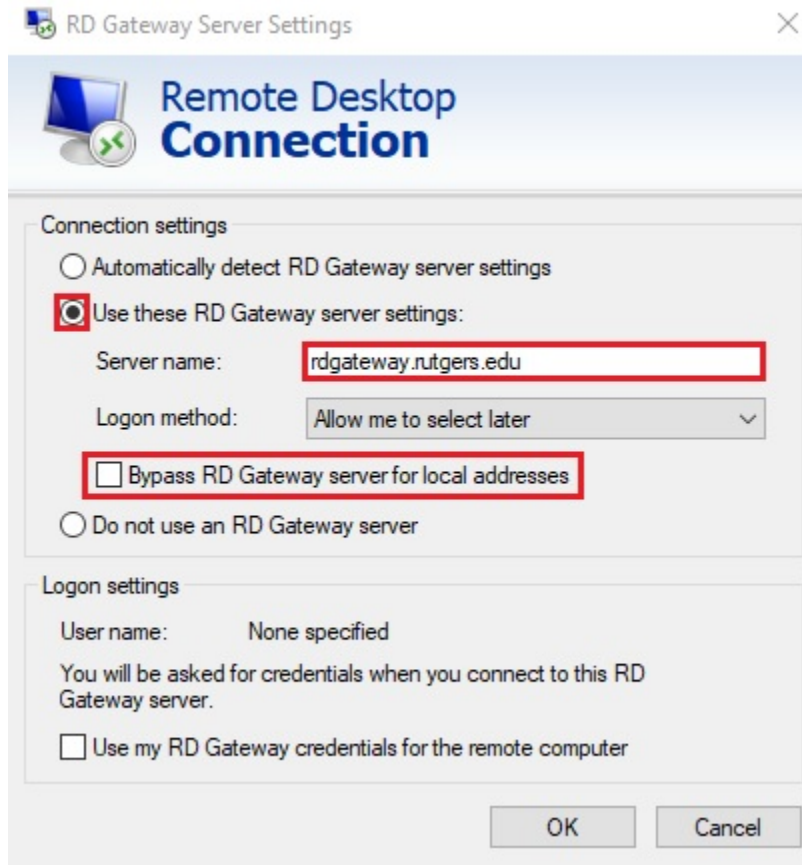 RD Gateway Server Settings
Remote Desktop
Connection
Connection settings
Automatically detect RD Gateway server settings
Use these RD Gateway server settings:
Server name: rdgateway.rutgers.edu
Logon method: Allow me to select later
Bypass RD Gateway server for local addresses
Do not use an RD Gateway server
Logon settings
User name: None specified
You will be asked for credentials when you connect to this RD
Gateway server.
Use my RD Gateway credentials for the remote computer
OK Cancel